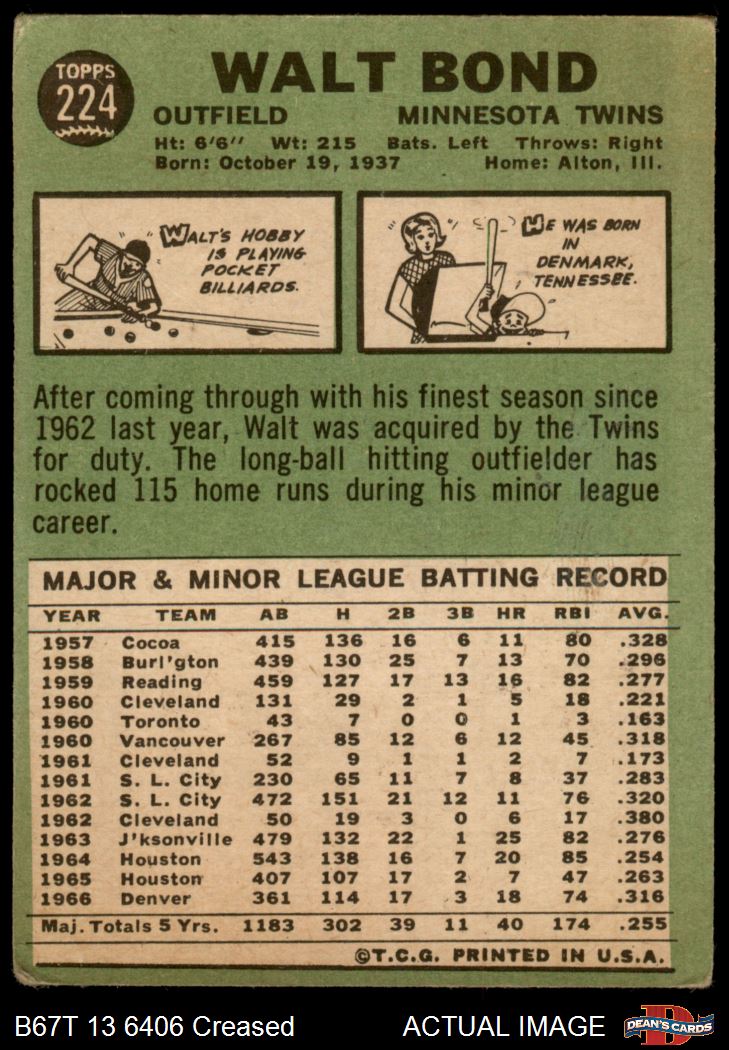 TOPPS
224
WALT BOND
OUTFIELD MINNESOTA TWINS
Ht: 6'6'' Wt: 215 Bats. Left Throws: Right
Born: October 19, 1937 Home: Alton, Ill.
WALT'S HOBBY
IS PLAYING
POCKET
BILLIARDS.
HE WAS BORN
IN
DENMARK,
TENNESSEE.
After coming through with his finest season since
1962 last year, Walt was acquired by the Twins
for duty. The long-ball hitting outfielder has
rocked 115 home runs during his minor league
career.
MAJOR & MINOR LEAGUE BATTING RECORD
YEAR TEAM AB H 2B 3B HR RBI AVG.
1957 Cocoa 415 136 16 6 11 80 .328
1958 Burl'gton 439 130 25 7 13 70 .296
1959 Reading 459 127 17 13 16 82 .277
1960 Cleveland 131 29 2 1 5 18 .221
1960 Toronto 43 7 0 0 1 3 .163
1960 Vancouver 267 85 12 6 12 45 .318
1961 Cleveland 52 9 1 1 2 7 .173
1961 S. L. City 230 65 11 7 8 37 .283
1962 S. L. City 472 151 21 12 11 76 .320
1962 Cleveland 50 19 3 0 6 17 .380
1963 J'ksonville 479 132 22 1 25 82 .276
1964 Houston 543 138 16 7 20 85 .254
1965 Houston 407 107 17 2 7 47 .263
1966 Denver 361 114 17 3 18 74 .316
Maj. Totals 5 Yrs. 1183 302 39 11 40 174 .255
©T.C.G. PRINTED IN U.S.A.
B67T 13 6406 Creased ACTUAL IMAGE
DEAN'S CARDS